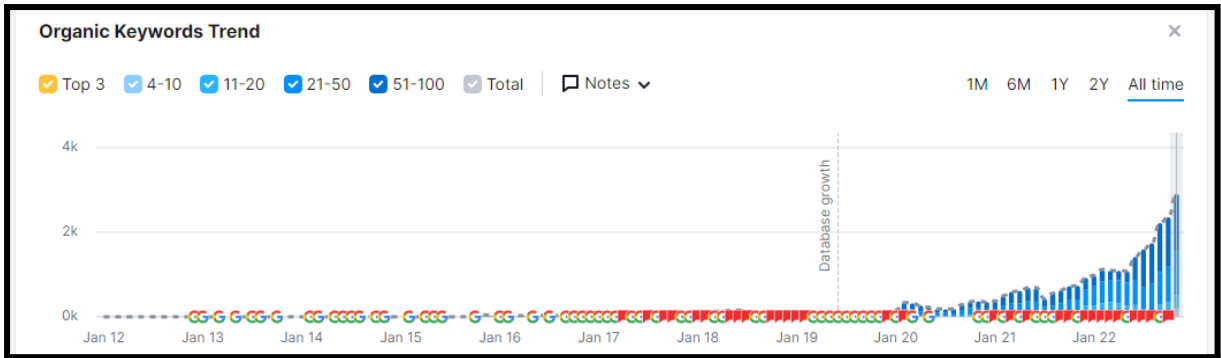 Organic Keywords Trend
Top 3 4-10 11-20 21-50 51-100 Total Notes 1M 6M 1Y 2Y All time
4k
2k
0k
Database growth
Jan 12 Jan 13 Jan 14 Jan 15 Jan 16 Jan 17 Jan 18 Jan 19 Jan 20 Jan 21 Jan 22